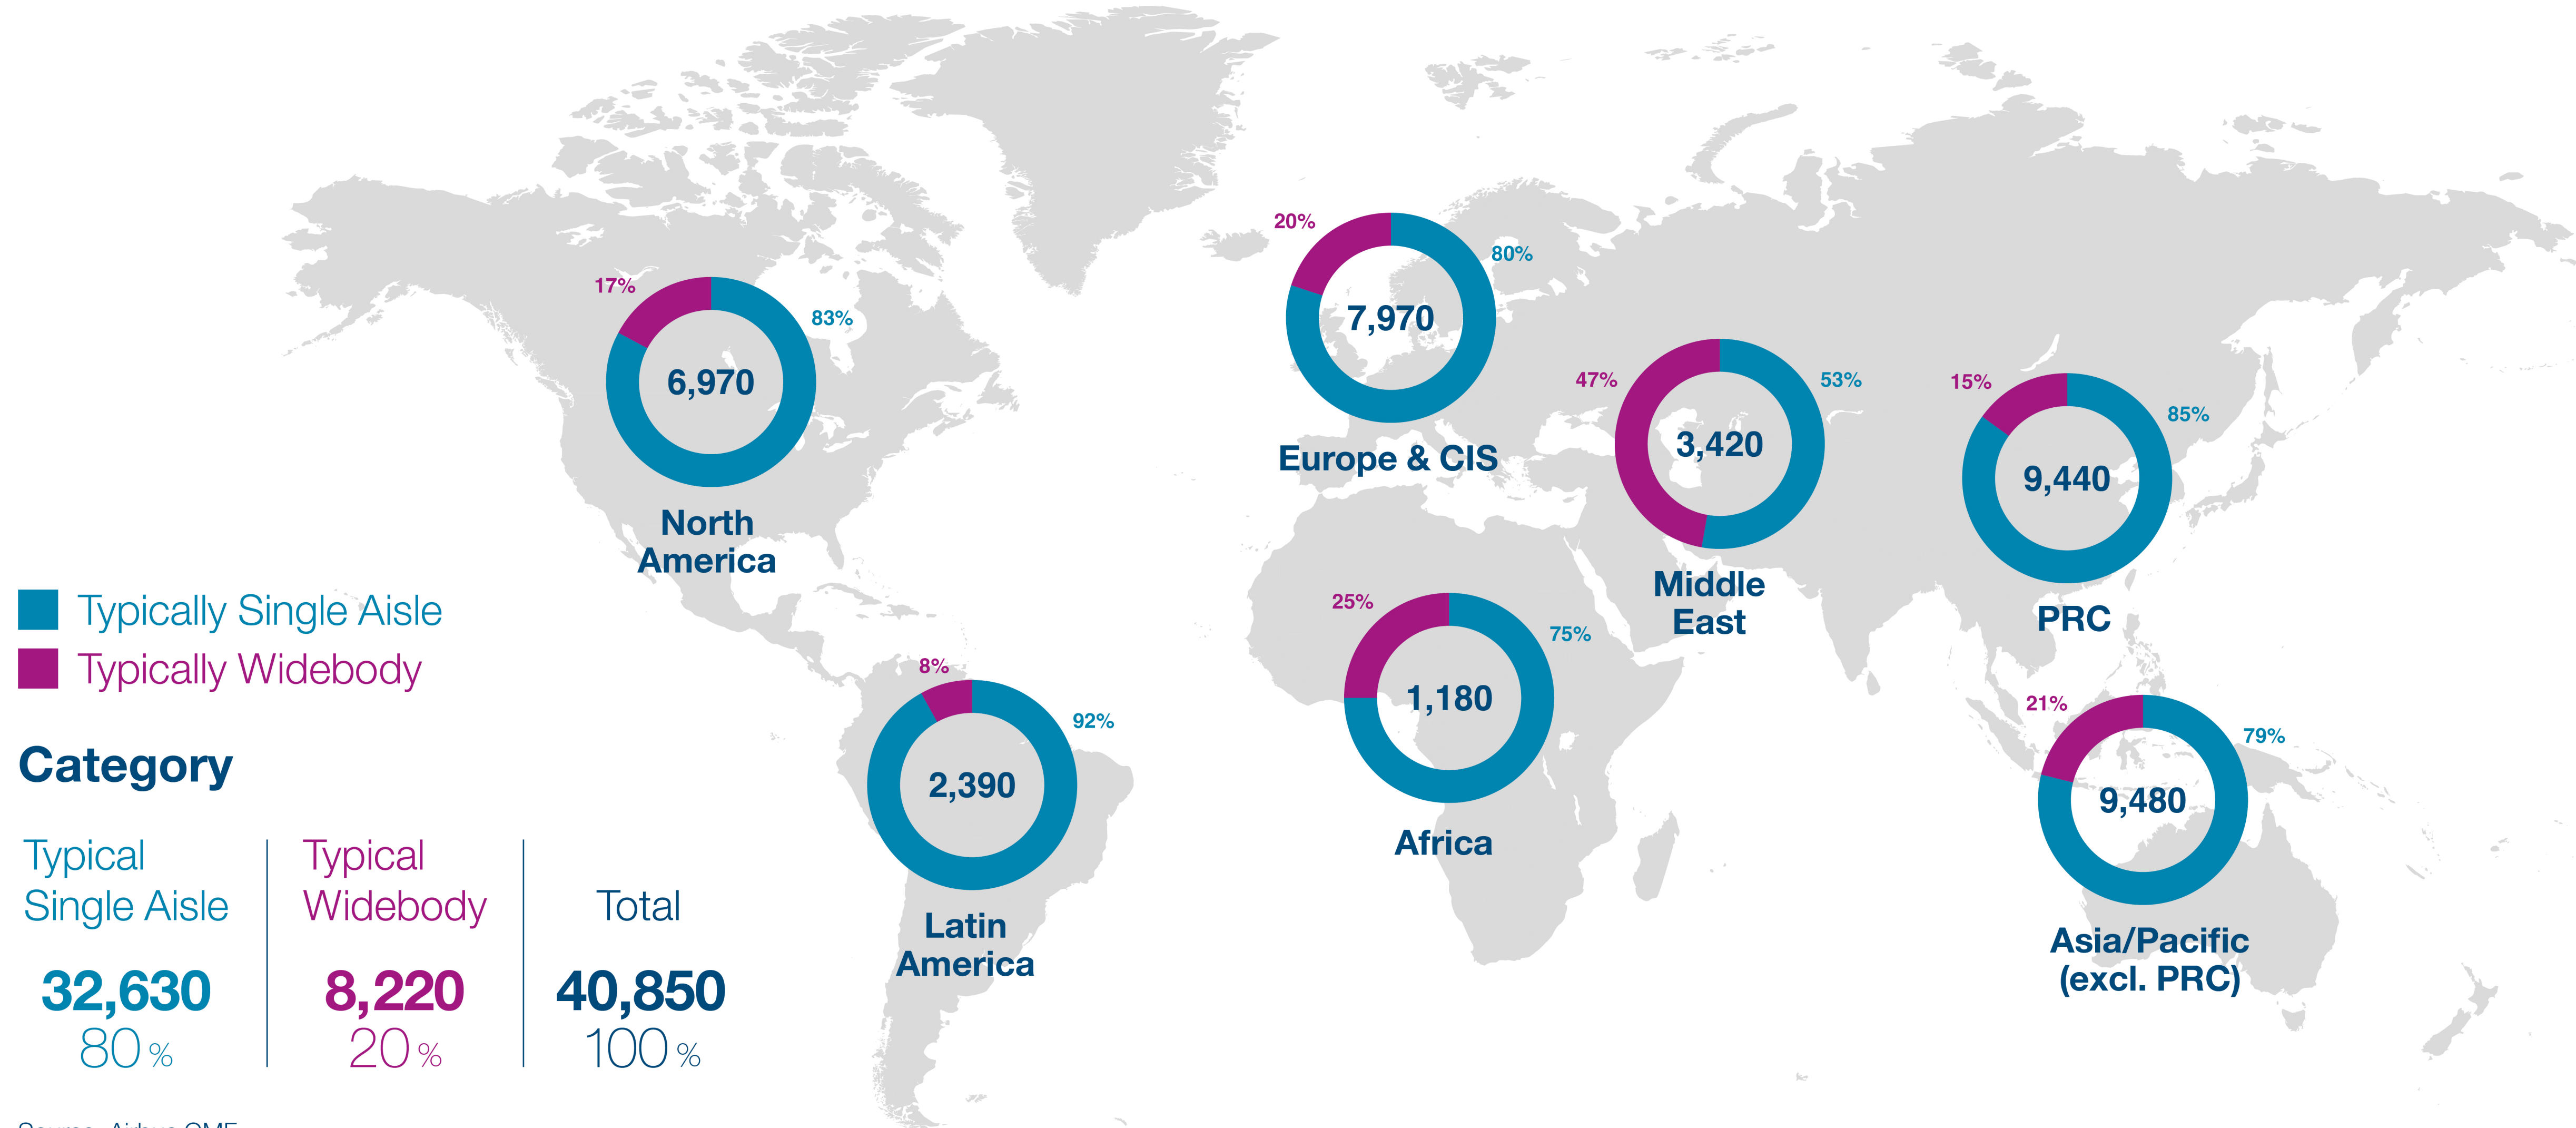 20%
80%
7,970
Europe & CIS
17%
83%
6,970
North
America
47%
53%
3,420
Middle
East
15%
85%
9,440
PRC
Typically Single Aisle
Typically Widebody
25%
75%
1,180
Africa
8%
92%
2,390
Latin
America
21%
79%
9,480
Asia/Pacific
(excl. PRC)
Category
Typical
Single Aisle
32,630
80 %
Typical
Widebody
8,220
20 %
Total
40,850
100 %
Source: Airbus GMF